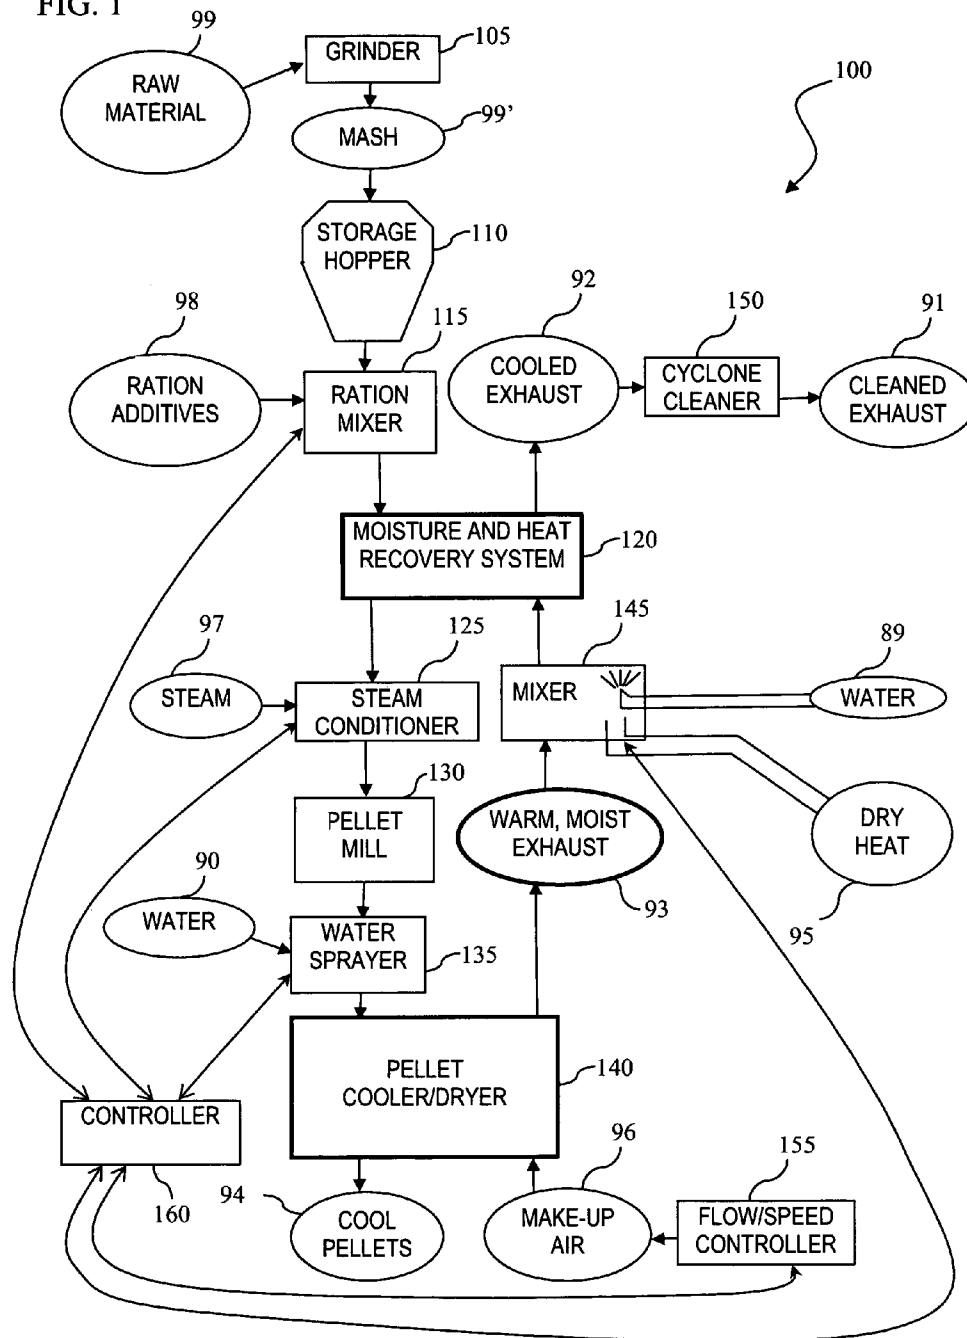 FIG. 1
99
RAW
MATERIAL
GRINDER
105
MASH
99'
100
STORAGE
HOPPER
110
98
RATION
ADDITIVES
115
RATION
MIXER
92
COOLED
EXHAUST
150
CYCLONE
CLEANER
91
CLEANED
EXHAUST
MOISTURE AND HEAT
RECOVERY SYSTEM
120
97
STEAM
125
STEAM
CONDITIONER
145
MIXER
89
WATER
130
PELLET
MILL
WARM, MOIST
EXHAUST
93
DRY
HEAT
95
90
WATER
WATER
SPRAYER
135
PELLET
COOLER/DRYER
140
CONTROLLER
160
94
COOL
PELLETS
96
MAKE-UP
AIR
155
FLOW/SPEED
CONTROLLER